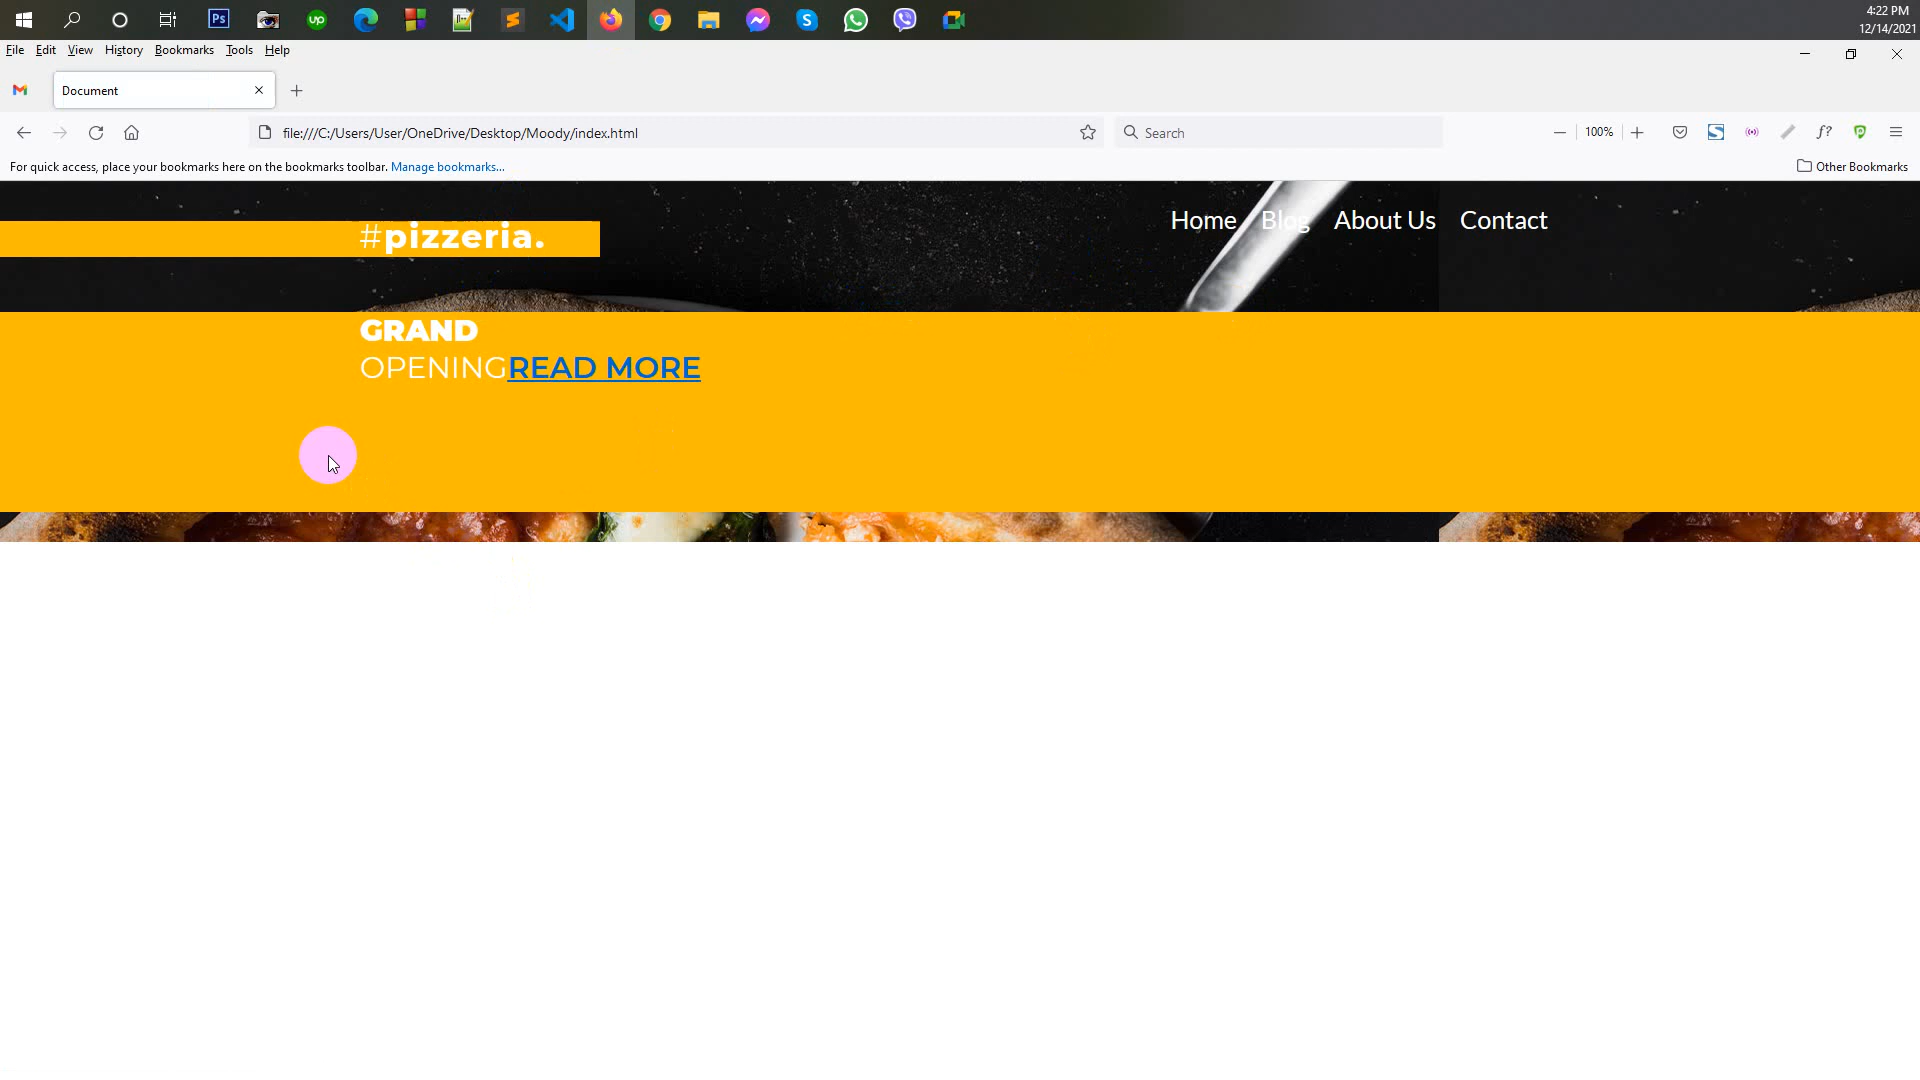 Ps
up
4:22 PM
12/14/2021
File Edit View History Bookmarks Tools Help
Document
file:///C:/Users/User/OneDrive/Desktop/Moody/index.html
Search
100%
For quick access, place your bookmarks here on the bookmarks toolbar. Manage bookmarks...
Other Bookmarks
#pizzeria.
Home Blog About Us Contact
GRAND
OPENINGREAD MORE